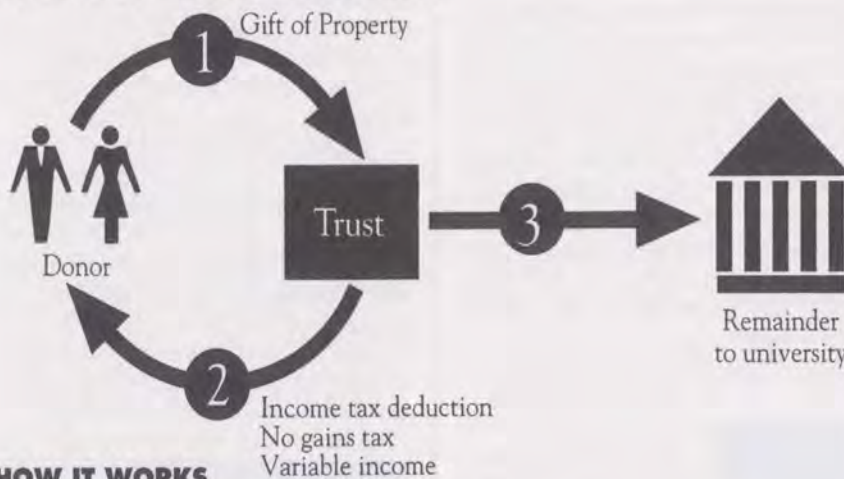 1
Gift of Property
Donor
Trust
3
Remainder
to university
2
Income tax deduction
No gains tax
Variable income
HOW IT WORKS